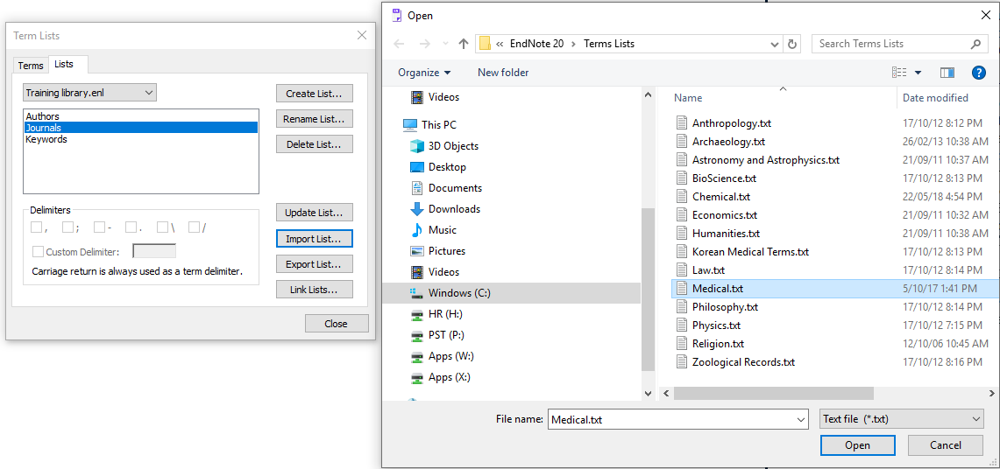 Term Lists
Terms
Lists
Training library.enl
Authors
Journals
Keywords
Create List...
Rename List...
Delete List...
Delimiters
, ; - . \ /
Custom Delimiter:
Carriage return is always used as a term delimiter.
Update List...
Import List...
Export List...
Link Lists...
Close
Open
« EndNote 20 > Terms Lists
Search Terms Lists
Organize
New folder
Videos
This PC
3D Objects
Desktop
Documents
Downloads
Music
Pictures
Videos
Windows (C:)
HR (H:)
PST (P:)
Apps (W:)
Apps (X:)
Name Date modified
Anthropology.txt 17/10/12 8:12 PM
Archaeology.txt 26/02/13 10:38 AM
Astronomy and Astrophysics.txt 21/09/11 10:37 AM
BioScience.txt 17/10/12 8:13 PM
Chemical.txt 22/05/18 4:54 PM
Economics.txt 21/09/11 10:32 AM
Humanities.txt 21/09/11 10:38 AM
Korean Medical Terms.txt 17/10/12 8:13 PM
Law.txt 17/10/12 8:14 PM
Medical.txt 5/10/17 1:41 PM
Philosophy.txt 17/10/12 8:14 PM
Physics.txt 17/10/12 7:15 PM
Religion.txt 12/10/06 10:45 AM
Zoological Records.txt 17/10/12 8:16 PM
File name: Medical.txt
Text file (*.txt)
Open
Cancel